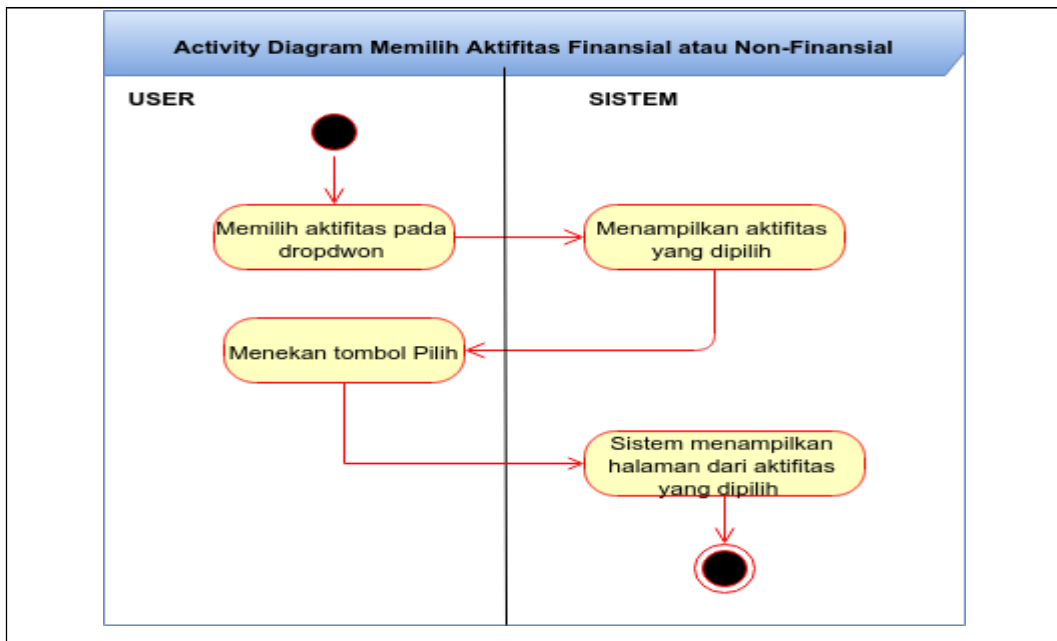 Activity Diagram Memilih Aktifitas Finansial atau Non-Finansial
USER
SISTEM
Memilih aktifitas pada
dropdwon
Menampilkan aktifitas
yang dipilih
Menekan tombol Pilih
Sistem menampilkan
halaman dari aktifitas
yang dipilih